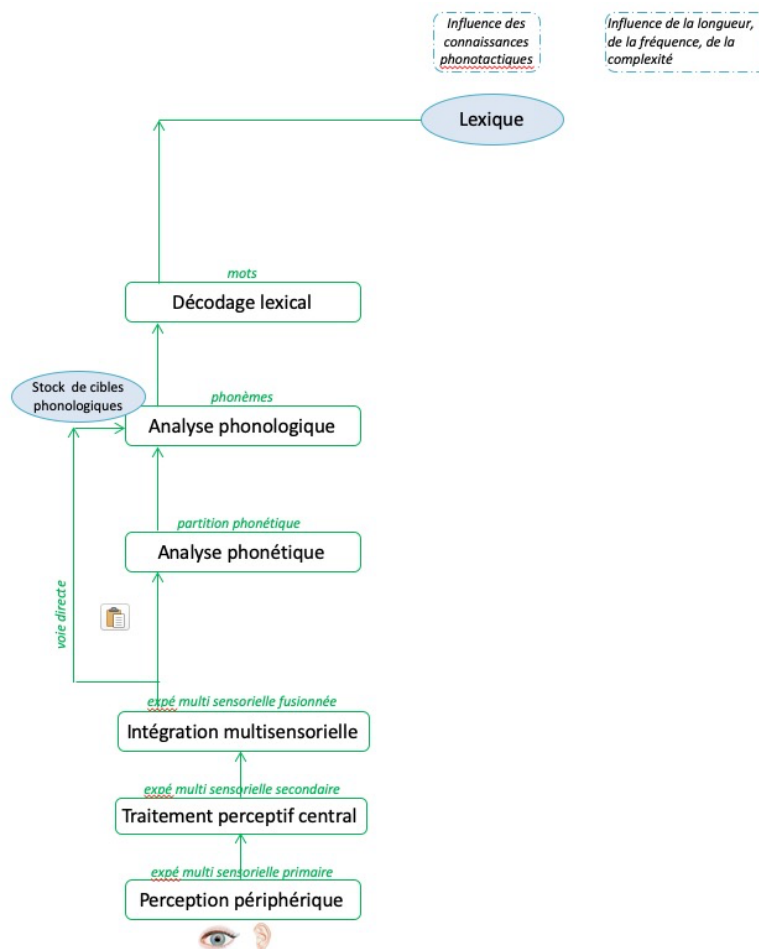 Influence des
connaissances
phonotactiques
Influence de la longueur,
de la fréquence, de la
complexité
Lexique
mots
Décodage lexical
Stock de cibles
phonologiques
phonèmes
Analyse phonologique
partition phonétique
Analyse phonétique
voie directe
expé multi sensorielle fusionnée
Intégration multisensorielle
expé multi sensorielle secondaire
Traitement perceptif central
expé multi sensorielle primaire
Perception périphérique